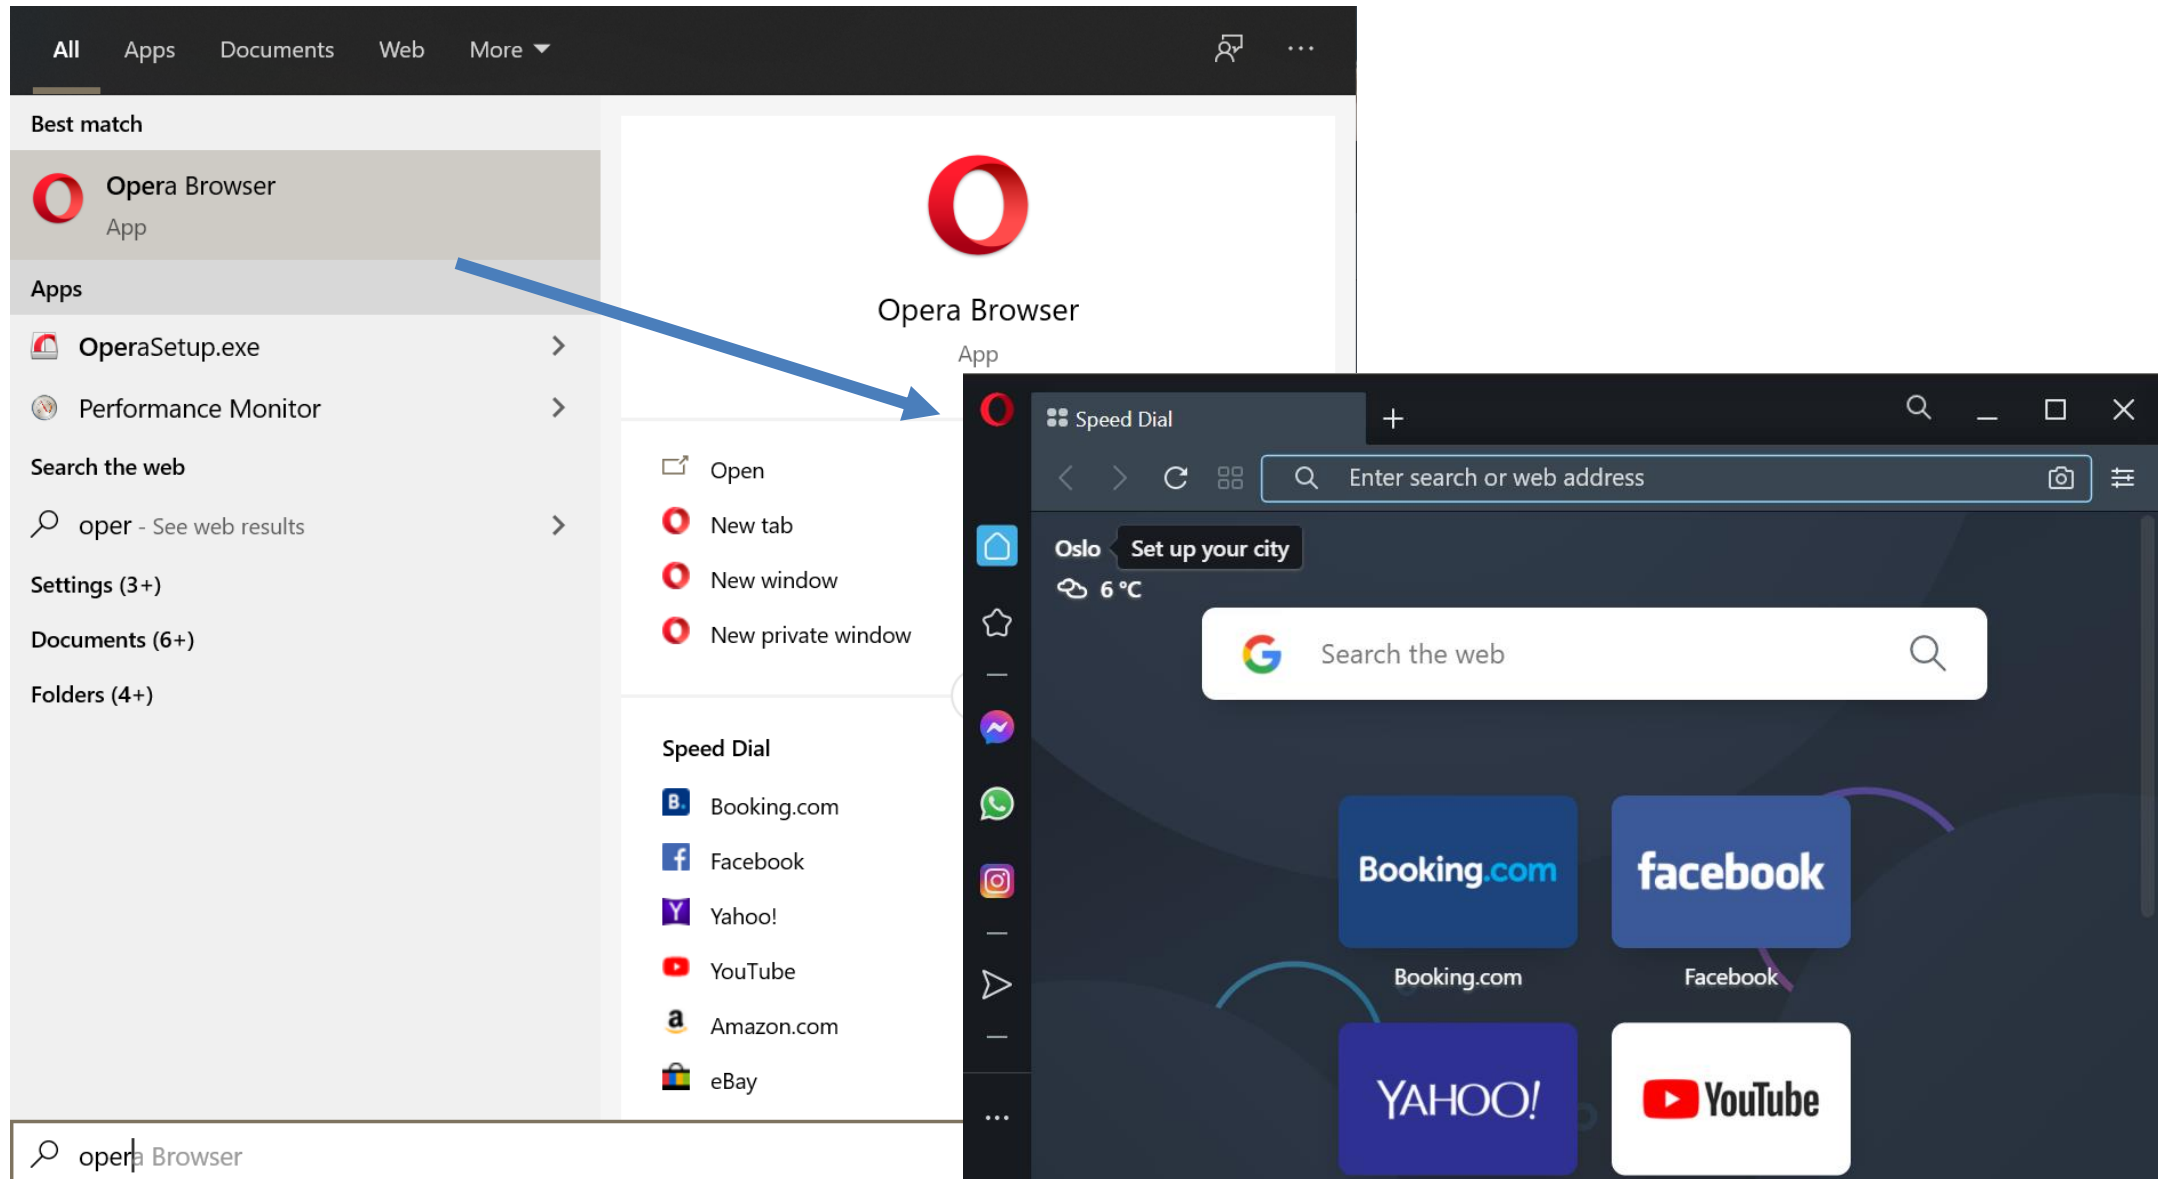 All Apps Documents Web More
Best match
Opera Browser
App
Apps
OperaSetup.exe
Performance Monitor
Search the web
oper - See web results
Settings (3+)
Documents (6+)
Folders (4+)
opera Browser
Opera Browser
App
Open
New tab
New window
New private window
Speed Dial
B. Booking.com
f Facebook
Y Yahoo!
YouTube
a Amazon.com
eBay
Speed Dial
Enter search or web address
Oslo Set up your city
6 °C
G Search the web
Booking.com facebook
Booking.com Facebook
YAHOO! YouTube